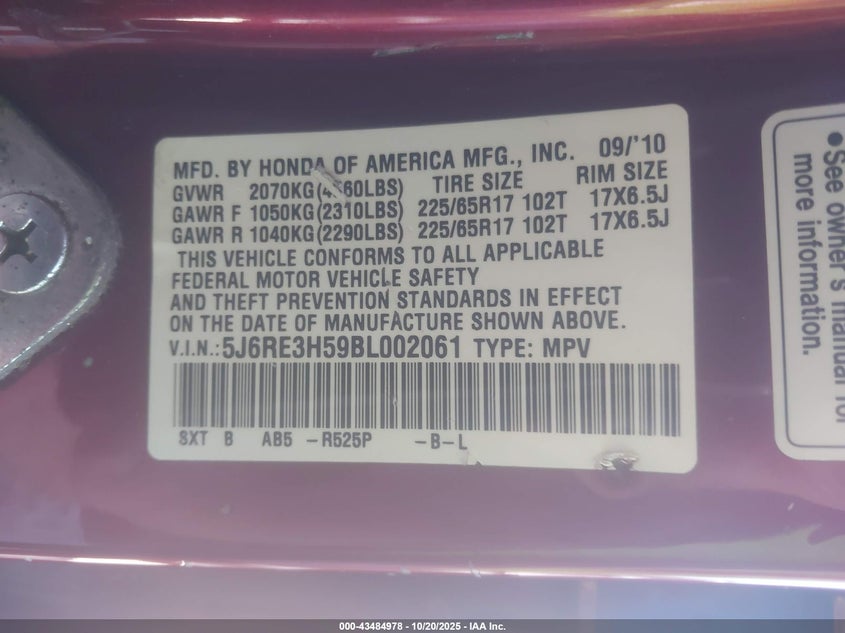 MFD. BY HONDA OF AMERICA MFG., INC. 09/'10
GVWR 2070KG(4560LBS) TIRE SIZE RIM SIZE
GAWR F 1050KG(2310LBS) 225/65R17 102T 17X6.5J
GAWR R 1040KG(2290LBS) 225/65R17 102T 17X6.5J
THIS VEHICLE CONFORMS TO ALL APPLICABLE
FEDERAL MOTOR VEHICLE SAFETY
AND THEFT PREVENTION STANDARDS IN EFFECT
ON THE DATE OF MANUFACTURE SHOWN ABOVE.
V.I.N.:5J6RE3H59BL002061 TYPE: MPV
SXT B AB5 -R525P -B-L
●See owner's manual for
more information.
000-43484978 - 10/20/2025 - IAA Inc.